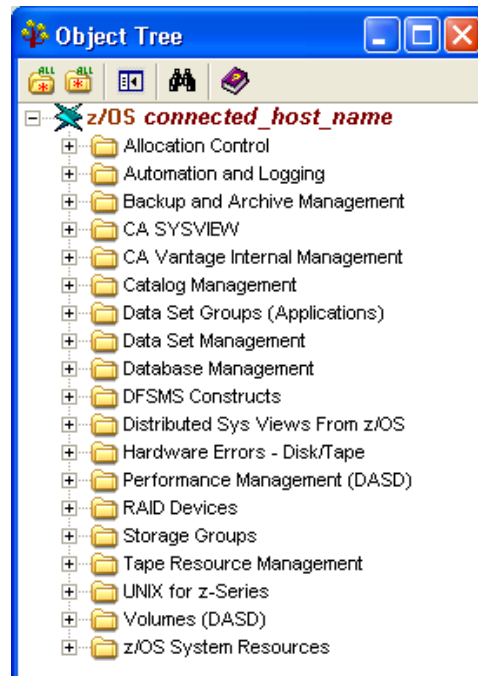 Object Tree
ALL ALL
z/OS connected_host_name
Allocation Control
Automation and Logging
Backup and Archive Management
CA SYSVIEW
CA Vantage Internal Management
Catalog Management
Data Set Groups (Applications)
Data Set Management
Database Management
DFSMS Constructs
Distributed Sys Views From z/OS
Hardware Errors - Disk/Tape
Performance Management (DASD)
RAID Devices
Storage Groups
Tape Resource Management
UNIX for z-Series
Volumes (DASD)
z/OS System Resources